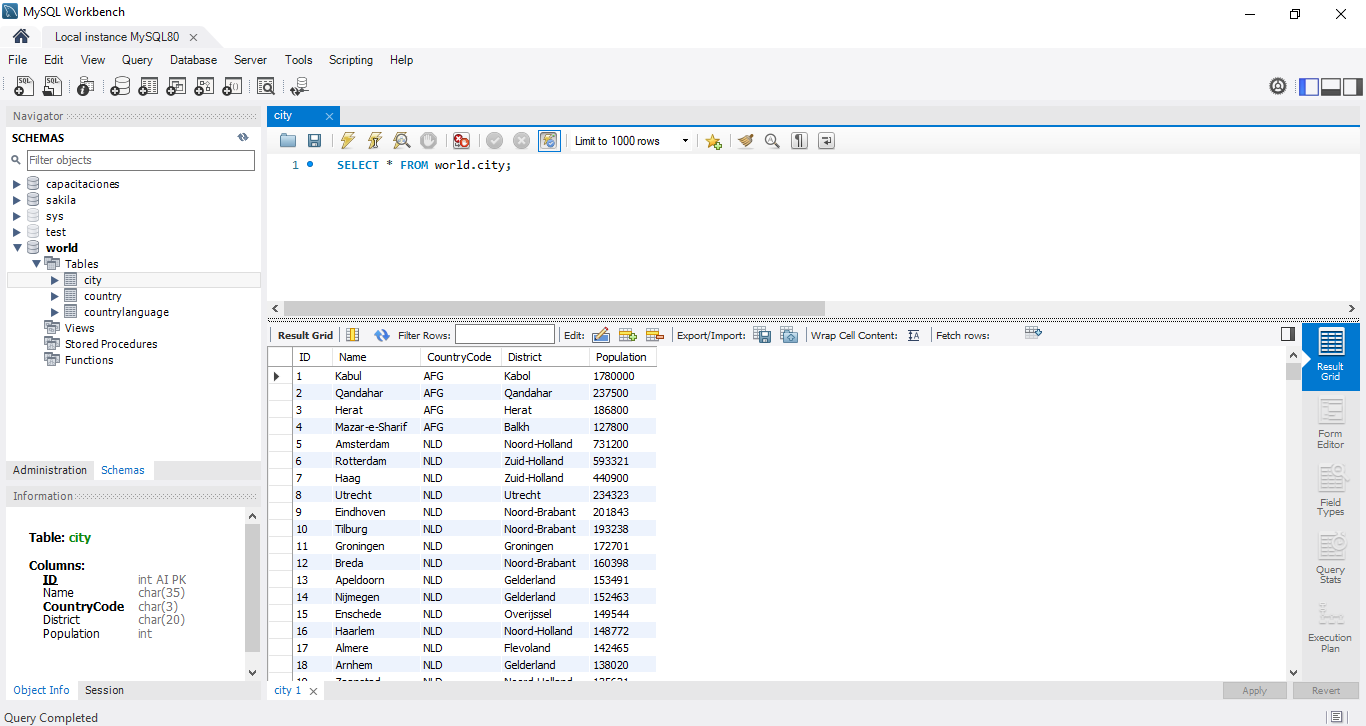 MySQL Workbench
Local instance MySQL80
File Edit View Query Database Server Tools Scripting Help
Navigator
SCHEMAS
Filter objects
capacitaciones
sakila
sys
test
world
Tables
city
country
countrylanguage
Views
Stored Procedures
Functions
Administration Schemas
Information
Table: city
Columns:
ID int AI PK
Name char(35)
CountryCode char(3)
District char(20)
Population int
Object Info Session
city
Limit to 1000 rows
1 SELECT * FROM world.city;
Result Grid Filter Rows: Edit: Export/Import: Wrap Cell Content: Fetch rows:
ID Name CountryCode District Population
1 Kabul AFG Kabol 1780000
2 Qandahar AFG Qandahar 237500
3 Herat AFG Herat 186800
4 Mazar-e-Sharif AFG Balkh 127800
5 Amsterdam NLD Noord-Holland 731200
6 Rotterdam NLD Zuid-Holland 593321
7 Haag NLD Zuid-Holland 440900
8 Utrecht NLD Utrecht 234323
9 Eindhoven NLD Noord-Brabant 201843
10 Tilburg NLD Noord-Brabant 193238
11 Groningen NLD Groningen 172701
12 Breda NLD Noord-Brabant 160398
13 Apeldoorn NLD Gelderland 153491
14 Nijmegen NLD Gelderland 152463
15 Enschede NLD Overijssel 149544
16 Haarlem NLD Noord-Holland 148772
17 Almere NLD Flevoland 142465
18 Arnhem NLD Gelderland 138020
city 1
Result
Grid
Form
Editor
Field
Types
Query
Stats
Execution
Plan
Apply Revert
Query Completed